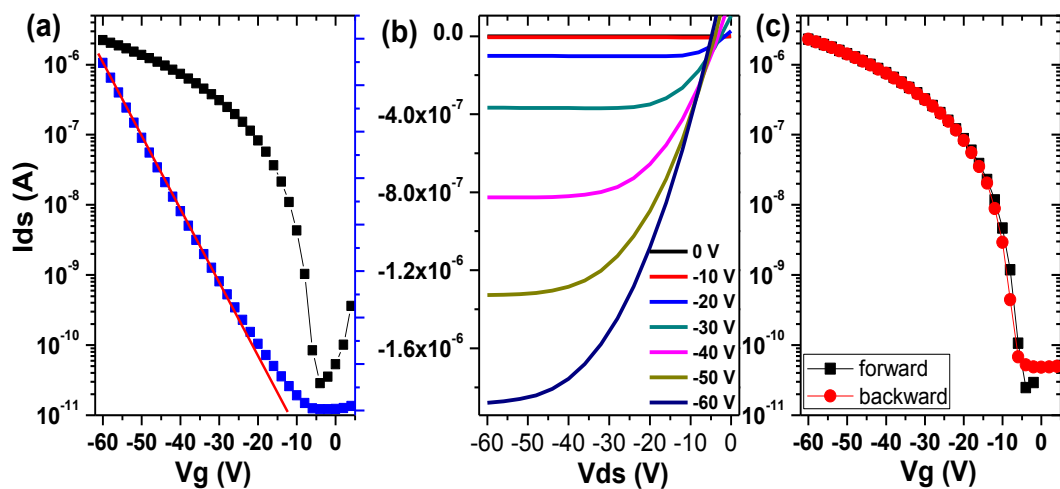 (a)
Ids (A)
10⁻⁶
10⁻⁷
10⁻⁸
10⁻⁹
10⁻¹⁰
10⁻¹¹
-60 -50 -40 -30 -20 -10 0
Vg (V)
(b)
0.0
-4.0x10⁻⁷
-8.0x10⁻⁷
-1.2x10⁻⁶
-1.6x10⁻⁶
0 V
-10 V
-20 V
-30 V
-40 V
-50 V
-60 V
-60 -50 -40 -30 -20 -10 0
Vds (V)
(c)
10⁻⁶
10⁻⁷
10⁻⁸
10⁻⁹
10⁻¹⁰
10⁻¹¹
forward
backward
-60 -50 -40 -30 -20 -10 0
Vg (V)